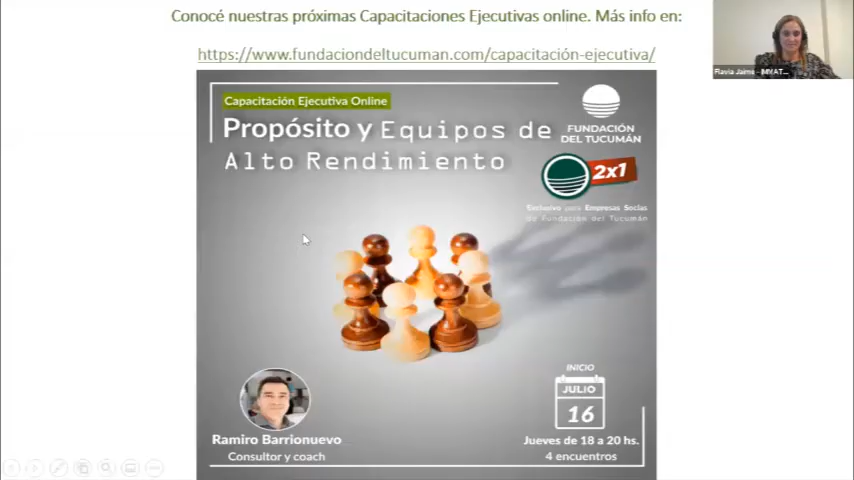 Conocé nuestras próximas Capacitaciones Ejecutivas online. Más info en:
https://www.fundaciondeltucuman.com/capacitación-ejecutiva/
Flavia Jaime - IMVAT...
Capacitación Ejecutiva Online
Propósito y Equipos de
Alto Rendimiento
FUNDACIÓN
DEL TUCUMÁN
2x1
Exclusivo para Empresas Socias
de Fundación del Tucumán
Ramiro Barrionuevo
Consultor y coach
INICIO
JULIO
16
Jueves de 18 a 20 hs.
4 encuentros